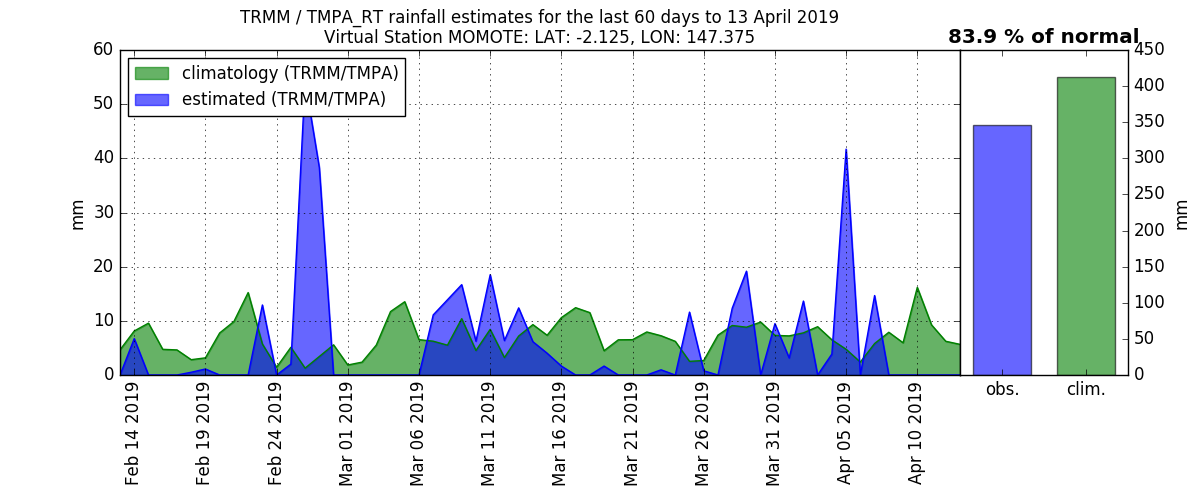 TRMM / TMPA_RT rainfall estimates for the last 60 days to 13 April 2019
Virtual Station MOMOTE: LAT: -2.125, LON: 147.375
83.9 % of normal
climatology (TRMM/TMPA)
estimated (TRMM/TMPA)
mm
60
50
40
30
20
10
0
Feb 14 2019
Feb 19 2019
Feb 24 2019
Mar 01 2019
Mar 06 2019
Mar 11 2019
Mar 16 2019
Mar 21 2019
Mar 26 2019
Mar 31 2019
Apr 05 2019
Apr 10 2019
obs.
clim.
450
400
350
300
250
200
150
100
50
0
mm